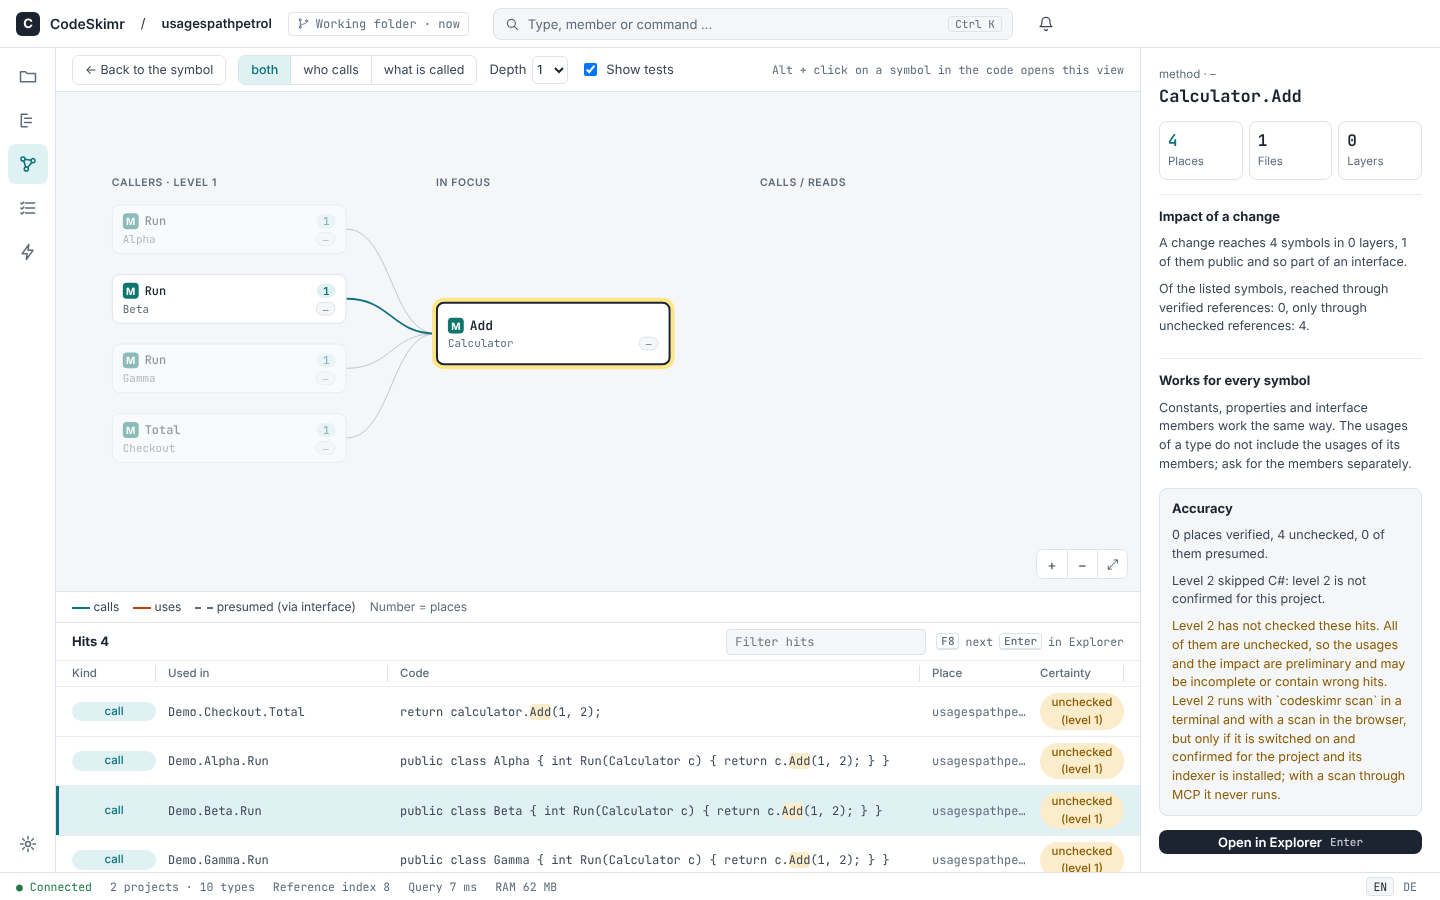 C CodeSkimr / usagespathpetrol Working folder · now Type, member or command ... Ctrl K
← Back to the symbol both who calls what is called Depth 1 Show tests Alt + click on a symbol in the code opens this view
CALLERS · LEVEL 1 IN FOCUS CALLS / READS
M Run 1
Alpha –
M Run 1
Beta –
M Run 1
Gamma –
M Total 1
Checkout –
M Add
Calculator –
+ −
calls uses presumed (via interface) Number = places
Hits 4 Filter hits F8 next Enter in Explorer
Kind Used in Code Place Certainty
call Demo.Checkout.Total return calculator.Add(1, 2); usagespathpe… unchecked
(level 1)
call Demo.Alpha.Run public class Alpha { int Run(Calculator c) { return c.Add(1, 2); } } usagespathpe… unchecked
(level 1)
call Demo.Beta.Run public class Beta { int Run(Calculator c) { return c.Add(1, 2); } } usagespathpe… unchecked
(level 1)
call Demo.Gamma.Run public class Gamma { int Run(Calculator c) { return c.Add(1, 2); } } usagespathpe… unchecked
(level 1)
method · –
Calculator.Add
4 1 0
Places Files Layers
Impact of a change
A change reaches 4 symbols in 0 layers, 1
of them public and so part of an interface.
Of the listed symbols, reached through
verified references: 0, only through
unchecked references: 4.
Works for every symbol
Constants, properties and interface
members work the same way. The usages
of a type do not include the usages of its
members; ask for the members separately.
Accuracy
0 places verified, 4 unchecked, 0 of
them presumed.
Level 2 skipped C#: level 2 is not
confirmed for this project.
Level 2 has not checked these hits. All
of them are unchecked, so the usages
and the impact are preliminary and may
be incomplete or contain wrong hits.
Level 2 runs with `codeskimr scan` in a
terminal and with a scan in the browser,
but only if it is switched on and
confirmed for the project and its
indexer is installed; with a scan through
MCP it never runs.
Open in Explorer Enter
Connected 2 projects · 10 types Reference index 8 Query 7 ms RAM 62 MB EN DE